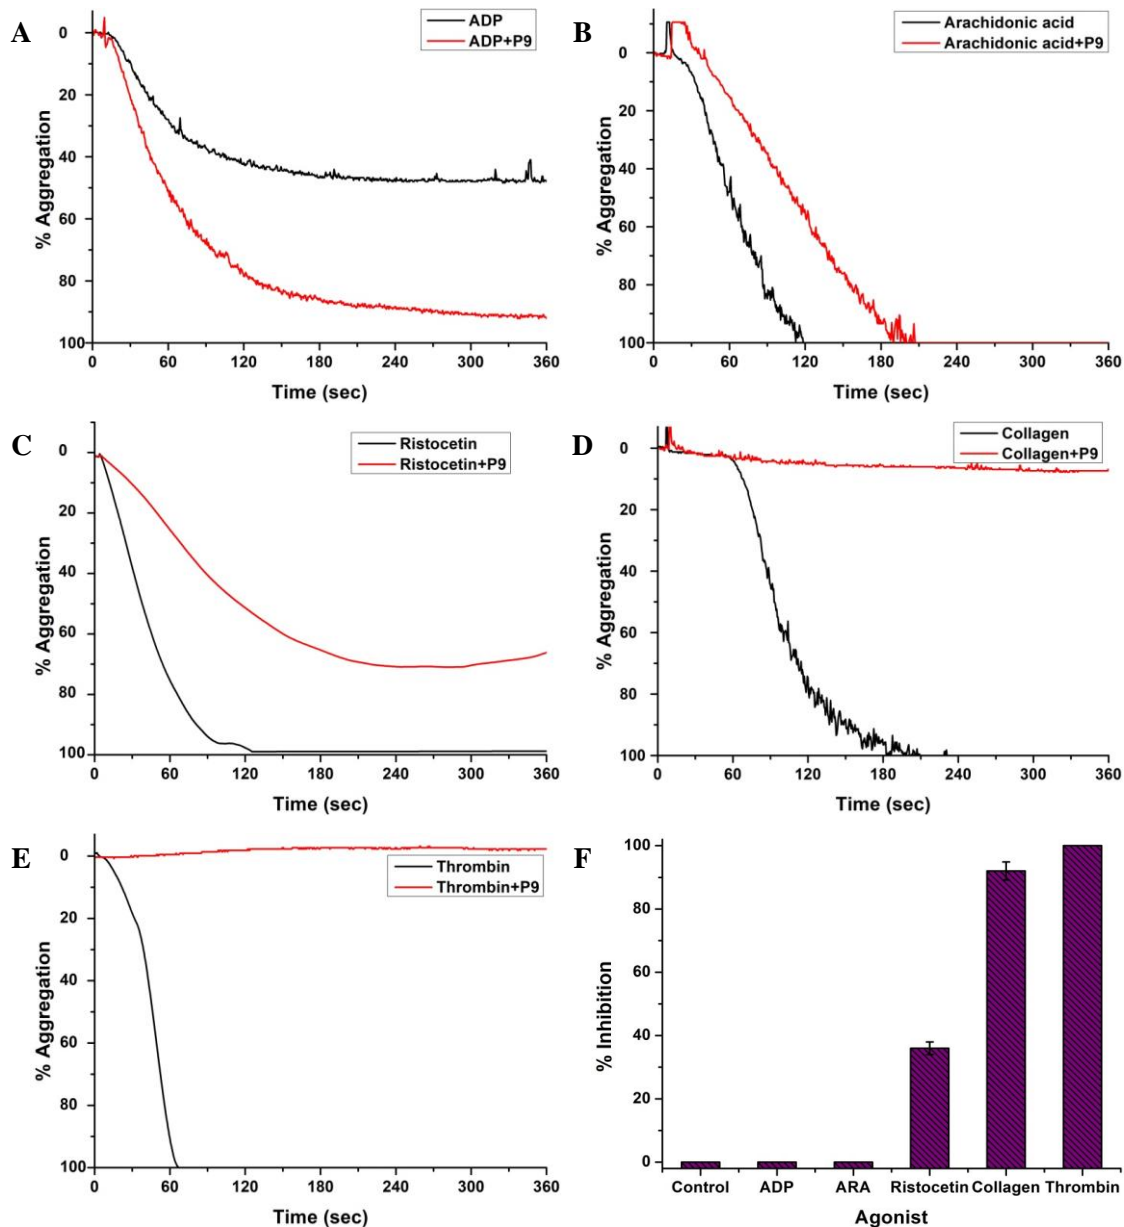 A
ADP
ADP+P9
0
20
40
60
80
100
% Aggregation
0 60 120 180 240 300 360
Time (sec)
B
Arachidonic acid
Arachidonic acid+P9
0
20
40
60
80
100
% Aggregation
0 60 120 180 240 300 360
Time (sec)
C
Ristocetin
Ristocetin+P9
0
20
40
60
80
100
% Aggregation
0 60 120 180 240 300 360
Time (sec)
D
Collagen
Collagen+P9
0
20
40
60
80
100
% Aggregation
0 60 120 180 240 300 360
Time (sec)
E
Thrombin
Thrombin+P9
0
20
40
60
80
100
% Aggregation
0 60 120 180 240 300 360
Time (sec)
F
100
80
60
40
20
0
% Inhibition
Control ADP ARA Ristocetin Collagen Thrombin
Agonist